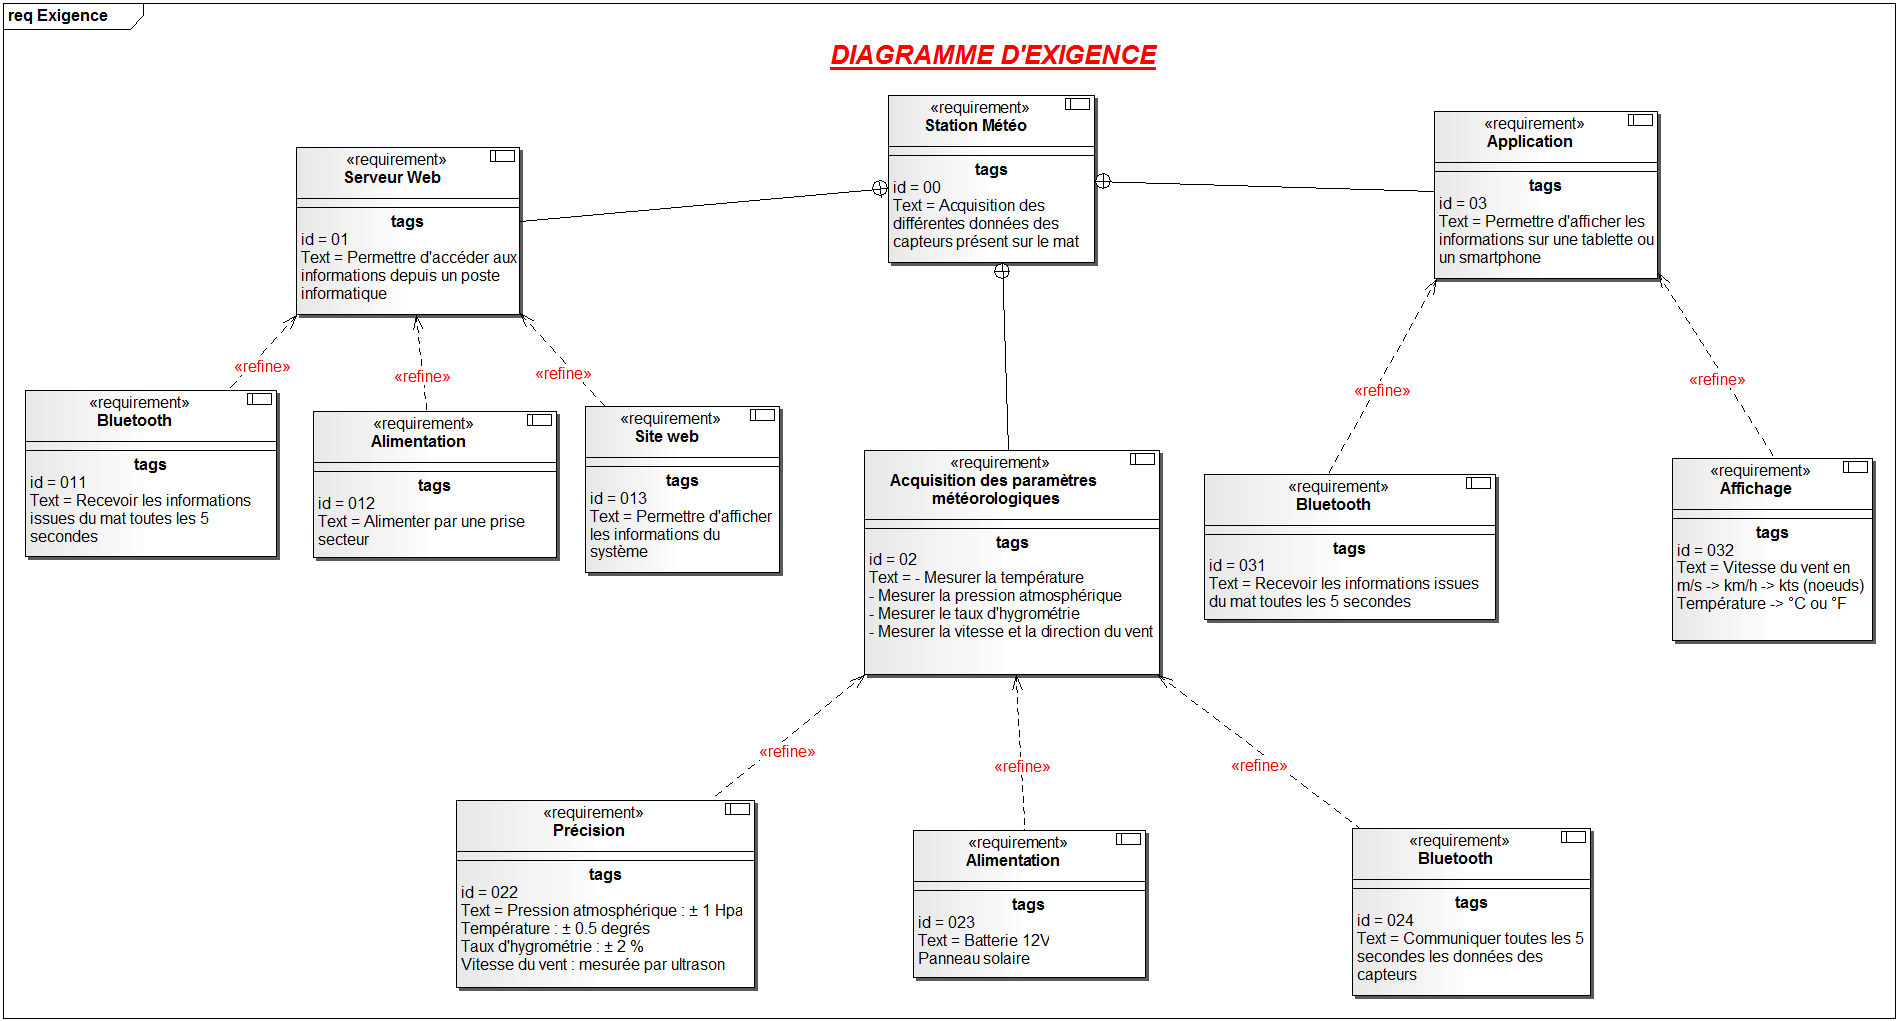 req Exigence
DIAGRAMME D'EXIGENCE
«requirement»
Station Météo
tags
id = 00
Text = Acquisition des
différentes données des
capteurs présent sur le mat
«requirement»
Serveur Web
tags
id = 01
Text = Permettre d'accéder aux
informations depuis un poste
informatique
«requirement»
Application
tags
id = 03
Text = Permettre d'afficher les
informations sur une tablette ou
un smartphone
«refine»
«refine»
«refine»
«refine»
«refine»
«requirement»
Bluetooth
tags
id = 011
Text = Recevoir les informations
issues du mat toutes les 5
secondes
«requirement»
Alimentation
tags
id = 012
Text = Alimenter par une prise
secteur
«requirement»
Site web
tags
id = 013
Text = Permettre d'afficher
les informations du
système
«requirement»
Acquisition des paramètres
météorologiques
tags
id = 02
Text = - Mesurer la température
- Mesurer la pression atmosphérique
- Mesurer le taux d'hygrométrie
- Mesurer la vitesse et la direction du vent
«requirement»
Bluetooth
tags
id = 031
Text = Recevoir les informations issues
du mat toutes les 5 secondes
«requirement»
Affichage
tags
id = 032
Text = Vitesse du vent en
m/s -> km/h -> kts (noeuds)
Température -> °C ou °F
«refine»
«refine»
«refine»
«requirement»
Précision
tags
id = 022
Text = Pression atmosphérique : ± 1 Hpa
Température : ± 0.5 degrés
Taux d'hygrométrie : ± 2 %
Vitesse du vent : mesurée par ultrason
«requirement»
Alimentation
tags
id = 023
Text = Batterie 12V
Panneau solaire
«requirement»
Bluetooth
tags
id = 024
Text = Communiquer toutes les 5
secondes les données des
capteurs